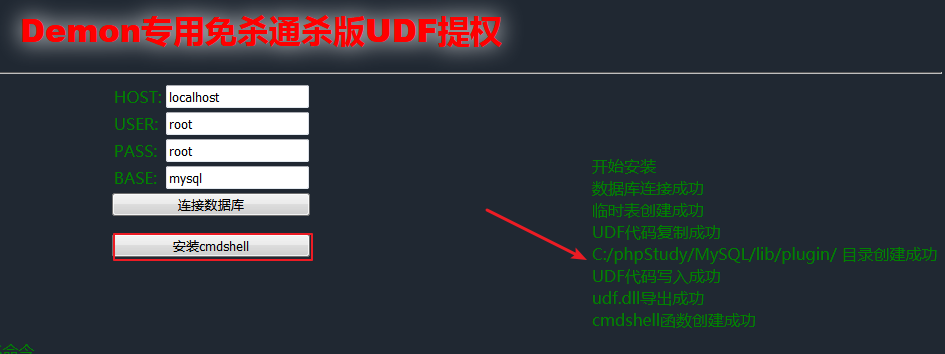 Demon专用免杀通杀版UDF提权
HOST: localhost
USER: root
PASS: root
BASE: mysql
连接数据库
安装cmdshell
开始安装
数据库连接成功
临时表创建成功
UDF代码复制成功
C:/phpStudy/MySQL/lib/plugin/ 目录创建成功
UDF代码写入成功
udf.dll导出成功
cmdshell函数创建成功